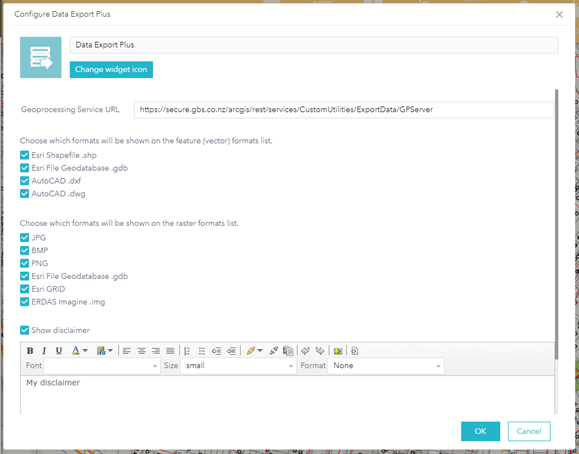 Configure Data Export Plus
Data Export Plus
Change widget icon
Geoprocessing Service URL https://secure.gbs.co.nz/arcgis/rest/services/CustomUtilities/ExportData/GPServer
Choose which formats will be shown on the feature (vector) formats list.
Esri Shapefile .shp
Esri File Geodatabase .gdb
AutoCAD .dxf
AutoCAD .dwg
Choose which formats will be shown on the raster formats list.
JPG
BMP
PNG
Esri File Geodatabase .gdb
Esri GRID
ERDAS Imagine .img
Show disclaimer
B I U A
Font Size small Format None
My disclaimer
OK Cancel